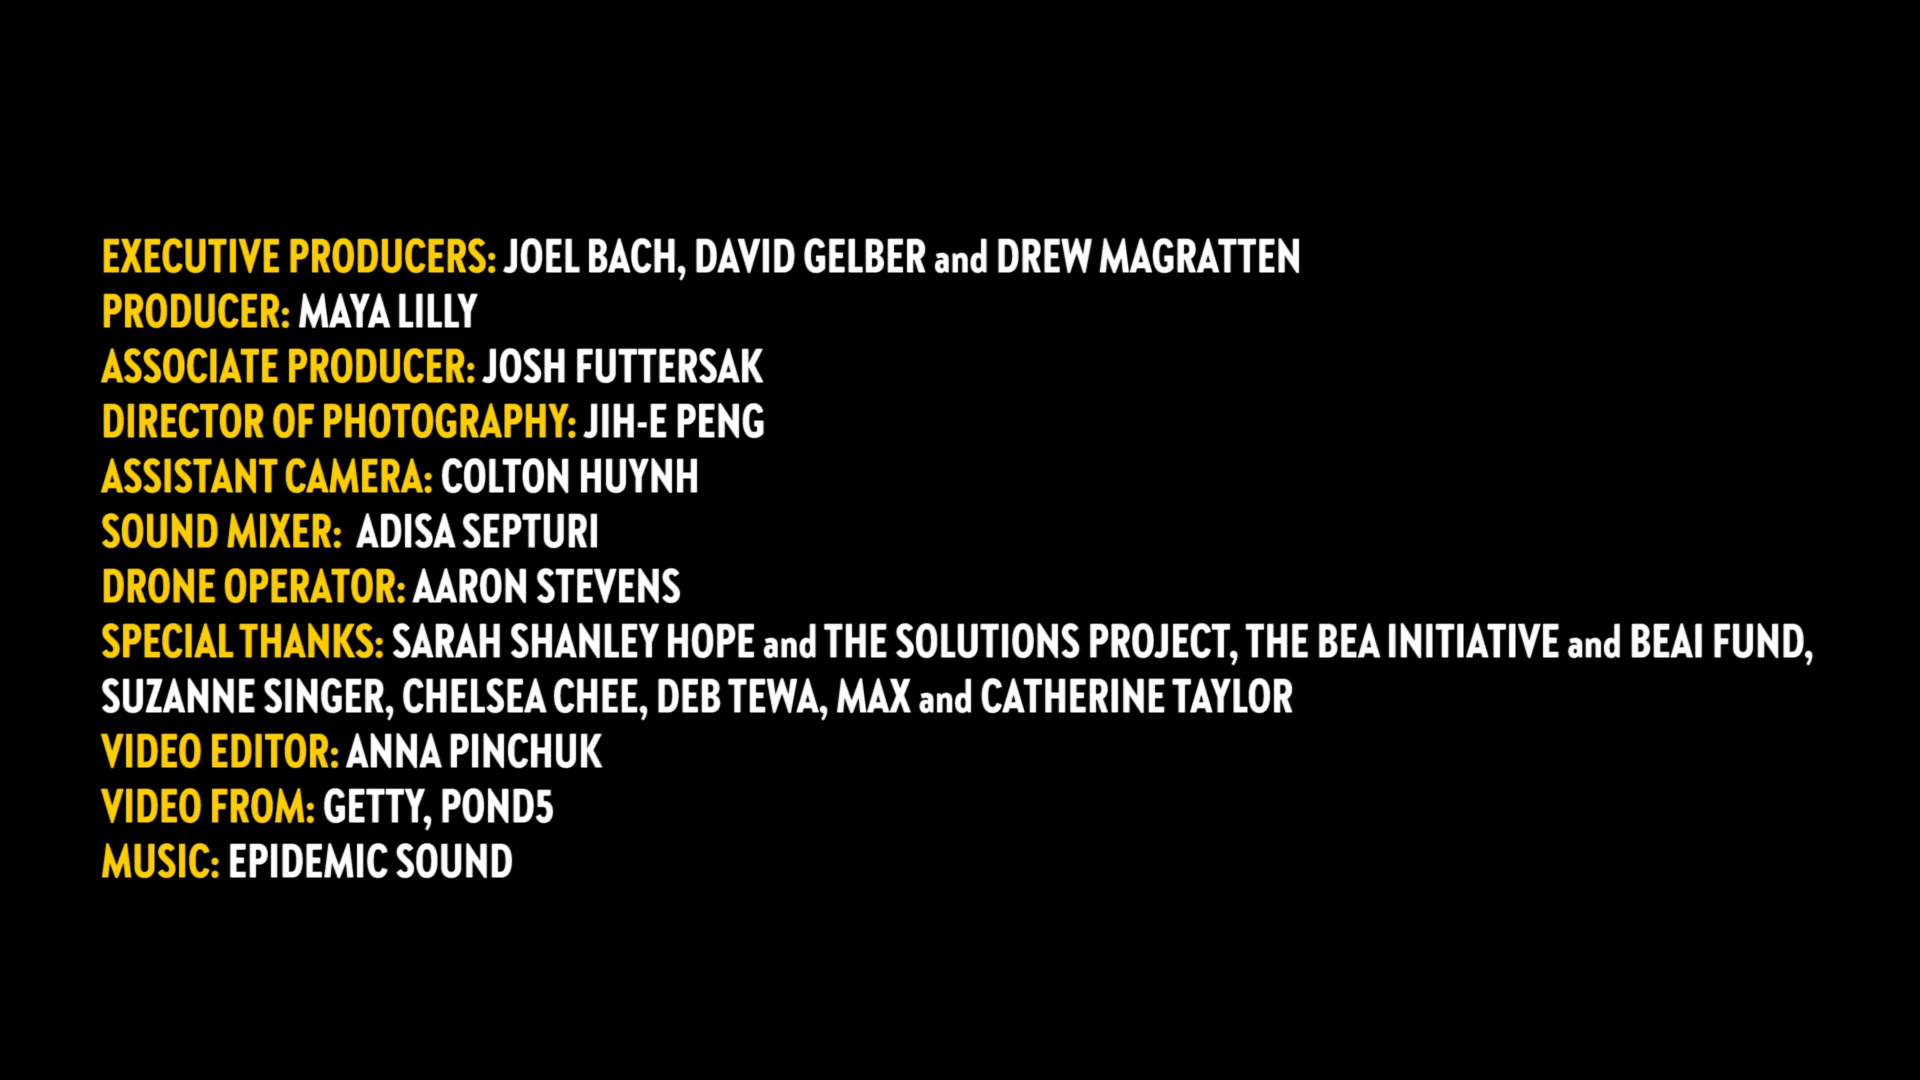 EXECUTIVE PRODUCERS: JOEL BACH, DAVID GELBER and DREW MAGRATTEN
PRODUCER: MAYA LILLY
ASSOCIATE PRODUCER: JOSH FUTTERSAK
DIRECTOR OF PHOTOGRAPHY: JIH-E PENG
ASSISTANT CAMERA: COLTON HUYNH
SOUND MIXER: ADISA SEPTURI
DRONE OPERATOR: AARON STEVENS
SPECIAL THANKS: SARAH SHANLEY HOPE and THE SOLUTIONS PROJECT, THE BEA INITIATIVE and BEAI FUND,
SUZANNE SINGER, CHELSEA CHEE, DEB TEWA, MAX and CATHERINE TAYLOR
VIDEO EDITOR: ANNA PINCHUK
VIDEO FROM: GETTY, POND5
MUSIC: EPIDEMIC SOUND